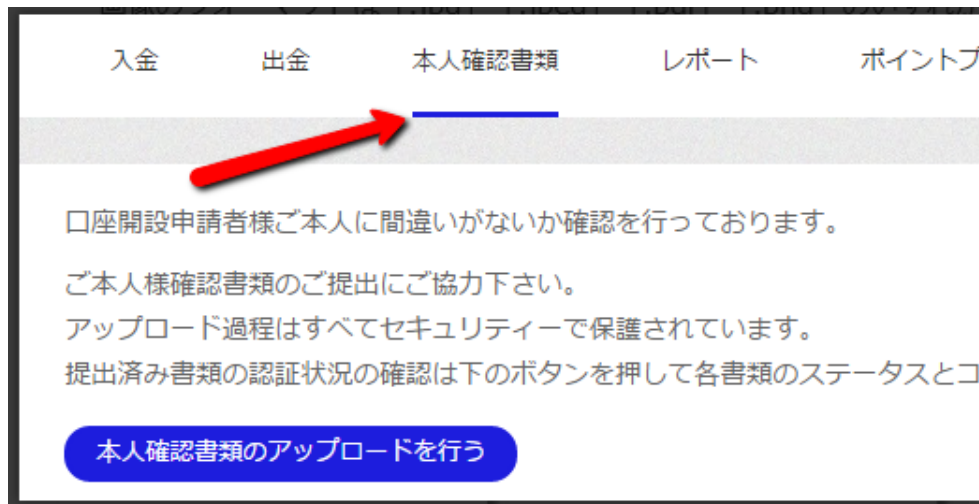 入金 出金 本人確認書類 レポート ポイントプ
口座開設申請者様ご本人に間違いがないか確認を行っております。
ご本人様確認書類のご提出にご協力下さい。
アップロード過程はすべてセキュリティーで保護されています。
提出済み書類の認証状況の確認は下のボタンを押して各書類のステータスとコ
本人確認書類のアップロードを行う